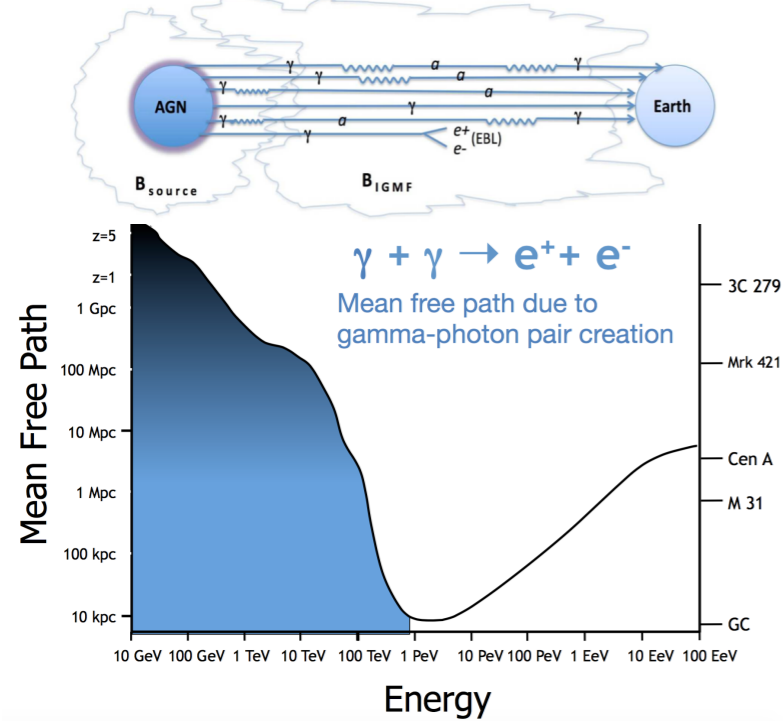 γ a γ
γ a
γ a
AGN γ Earth
γ a γ
γ e+ (EBL)
e-
B source
B IGMF
γ + γ → e⁺ + e⁻
Mean free path due to
gamma-photon pair creation
Mean Free Path
z=5
z=1
1 Gpc
100 Mpc
10 Mpc
1 Mpc
100 kpc
10 kpc
3C 279
Mrk 421
Cen A
M 31
GC
10 GeV 100 GeV 1 TeV 10 TeV 100 TeV 1 PeV 10 PeV 100 PeV 1 EeV 10 EeV 100 EeV
Energy